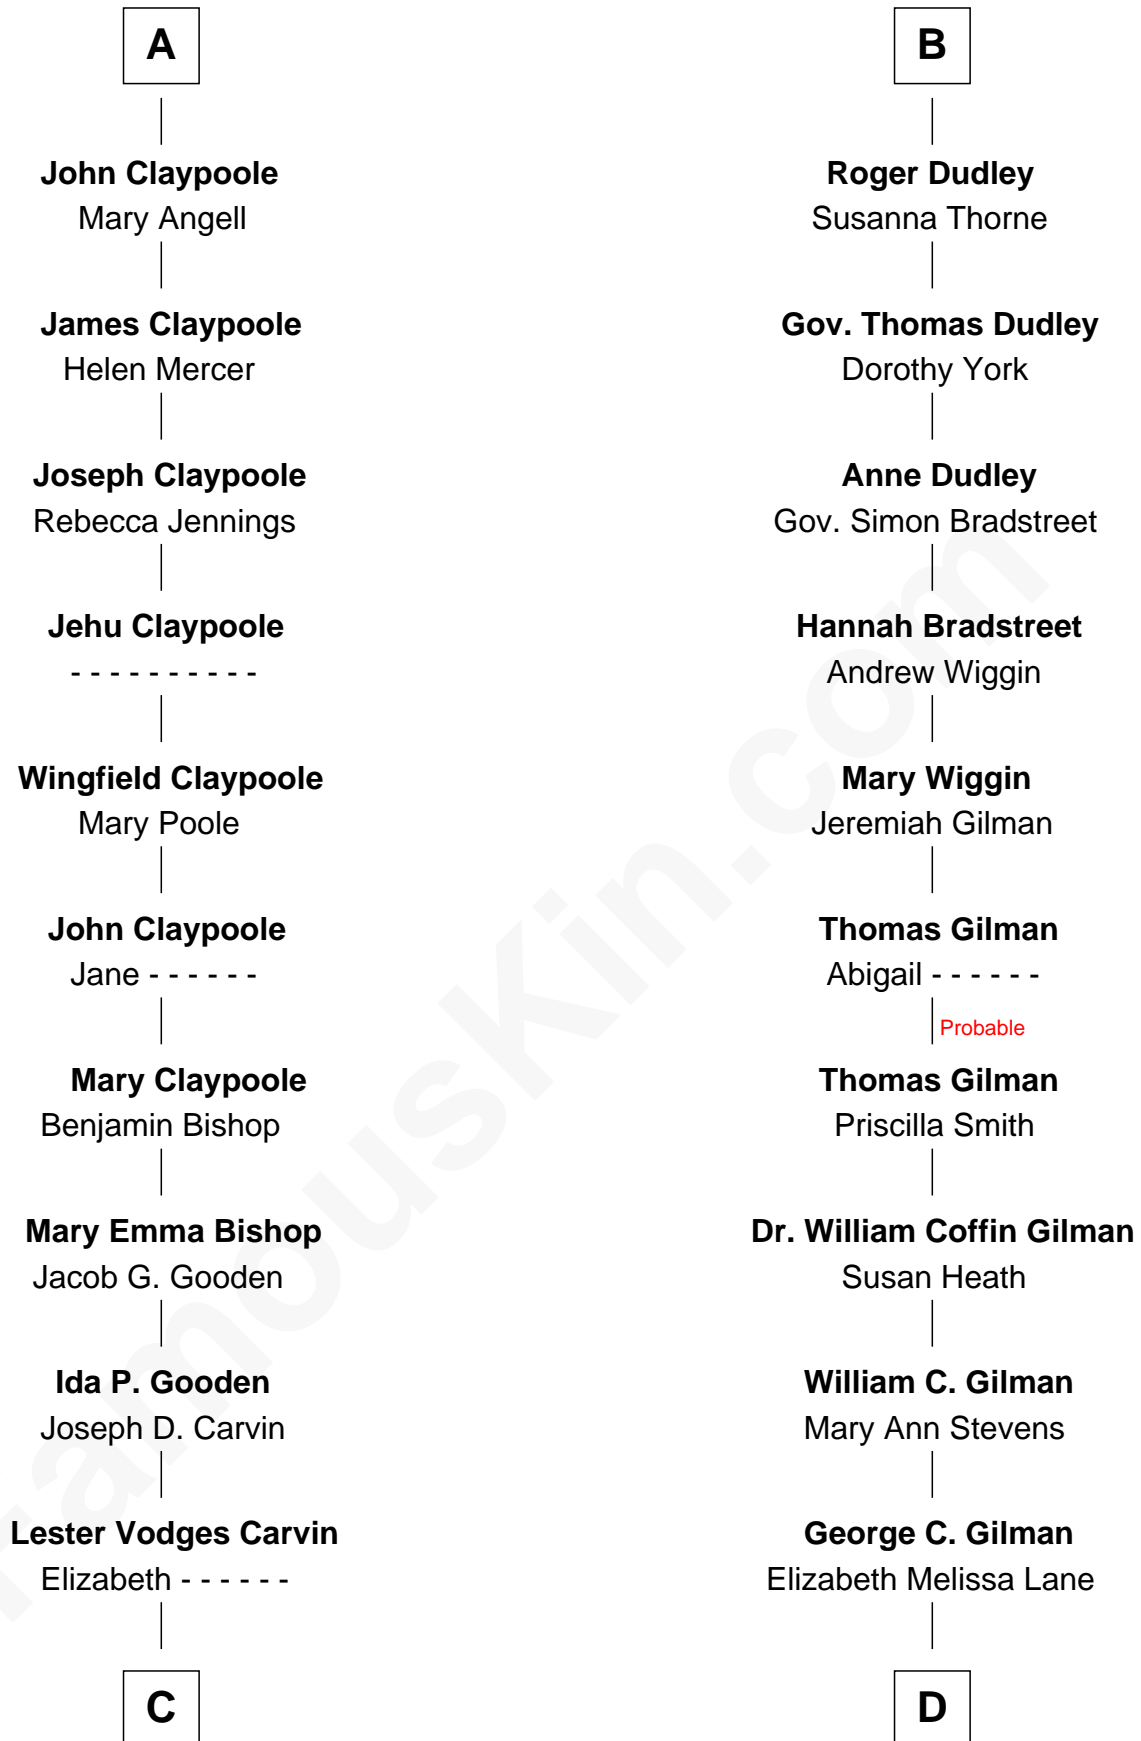 A
John Claypoole
Mary Angell
James Claypoole
Helen Mercer
Joseph Claypoole
Rebecca Jennings
Jehu Claypoole
- - - - - - - - - -
Wingfield Claypoole
Mary Poole
John Claypoole
Jane - - - - - -
Mary Claypoole
Benjamin Bishop
Mary Emma Bishop
Jacob G. Gooden
Ida P. Gooden
Joseph D. Carvin
Lester Vodges Carvin
Elizabeth - - - - - -
C
B
Roger Dudley
Susanna Thorne
Gov. Thomas Dudley
Dorothy York
Anne Dudley
Gov. Simon Bradstreet
Hannah Bradstreet
Andrew Wiggin
Mary Wiggin
Jeremiah Gilman
Thomas Gilman
Abigail - - - - - -
Probable
Thomas Gilman
Priscilla Smith
Dr. William Coffin Gilman
Susan Heath
William C. Gilman
Mary Ann Stevens
George C. Gilman
Elizabeth Melissa Lane
D
FamousKin.com